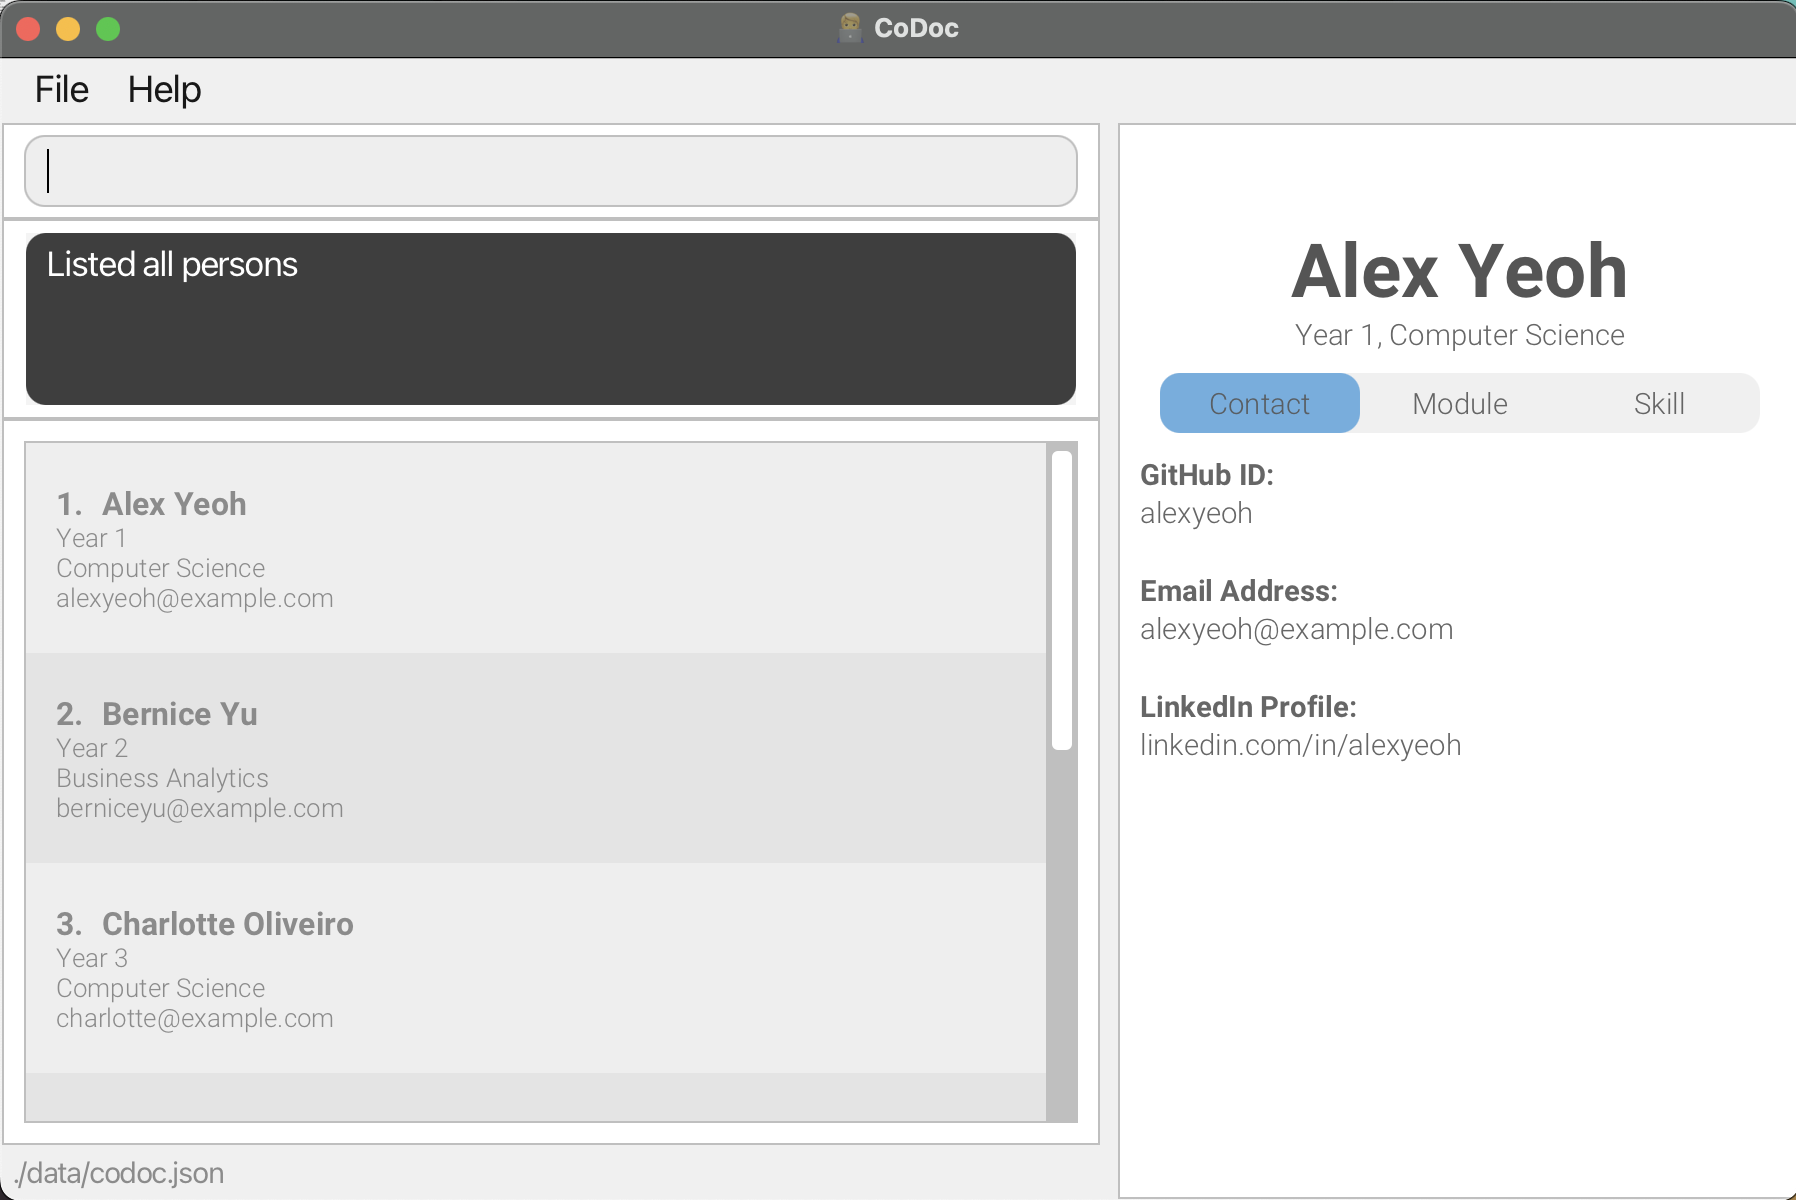 CoDoc
File Help
Listed all persons
1. Alex Yeoh
Year 1
Computer Science
alexyeoh@example.com
2. Bernice Yu
Year 2
Business Analytics
berniceyu@example.com
3. Charlotte Oliveiro
Year 3
Computer Science
charlotte@example.com
./data/codoc.json
Alex Yeoh
Year 1, Computer Science
Contact Module Skill
GitHub ID:
alexyeoh
Email Address:
alexyeoh@example.com
LinkedIn Profile:
linkedin.com/in/alexyeoh